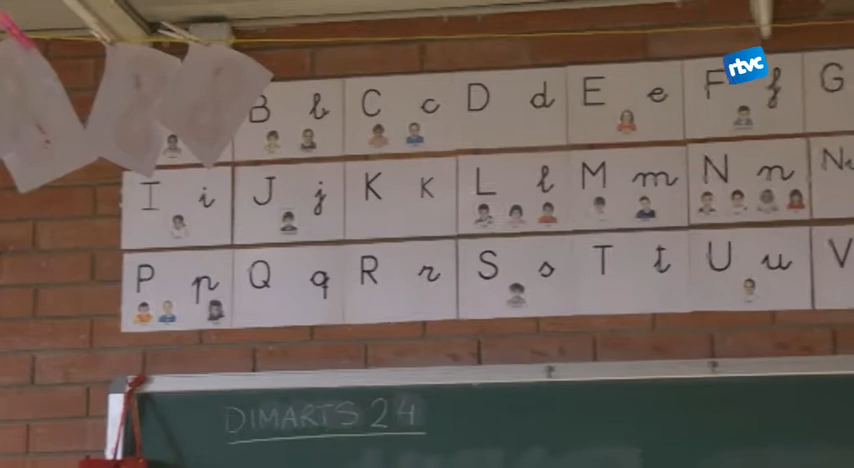 rtvc
B b C c D d E e F f G
I i J j K K L l M m N n
P p Q q R r S s T t U u V
DIMARTS 24